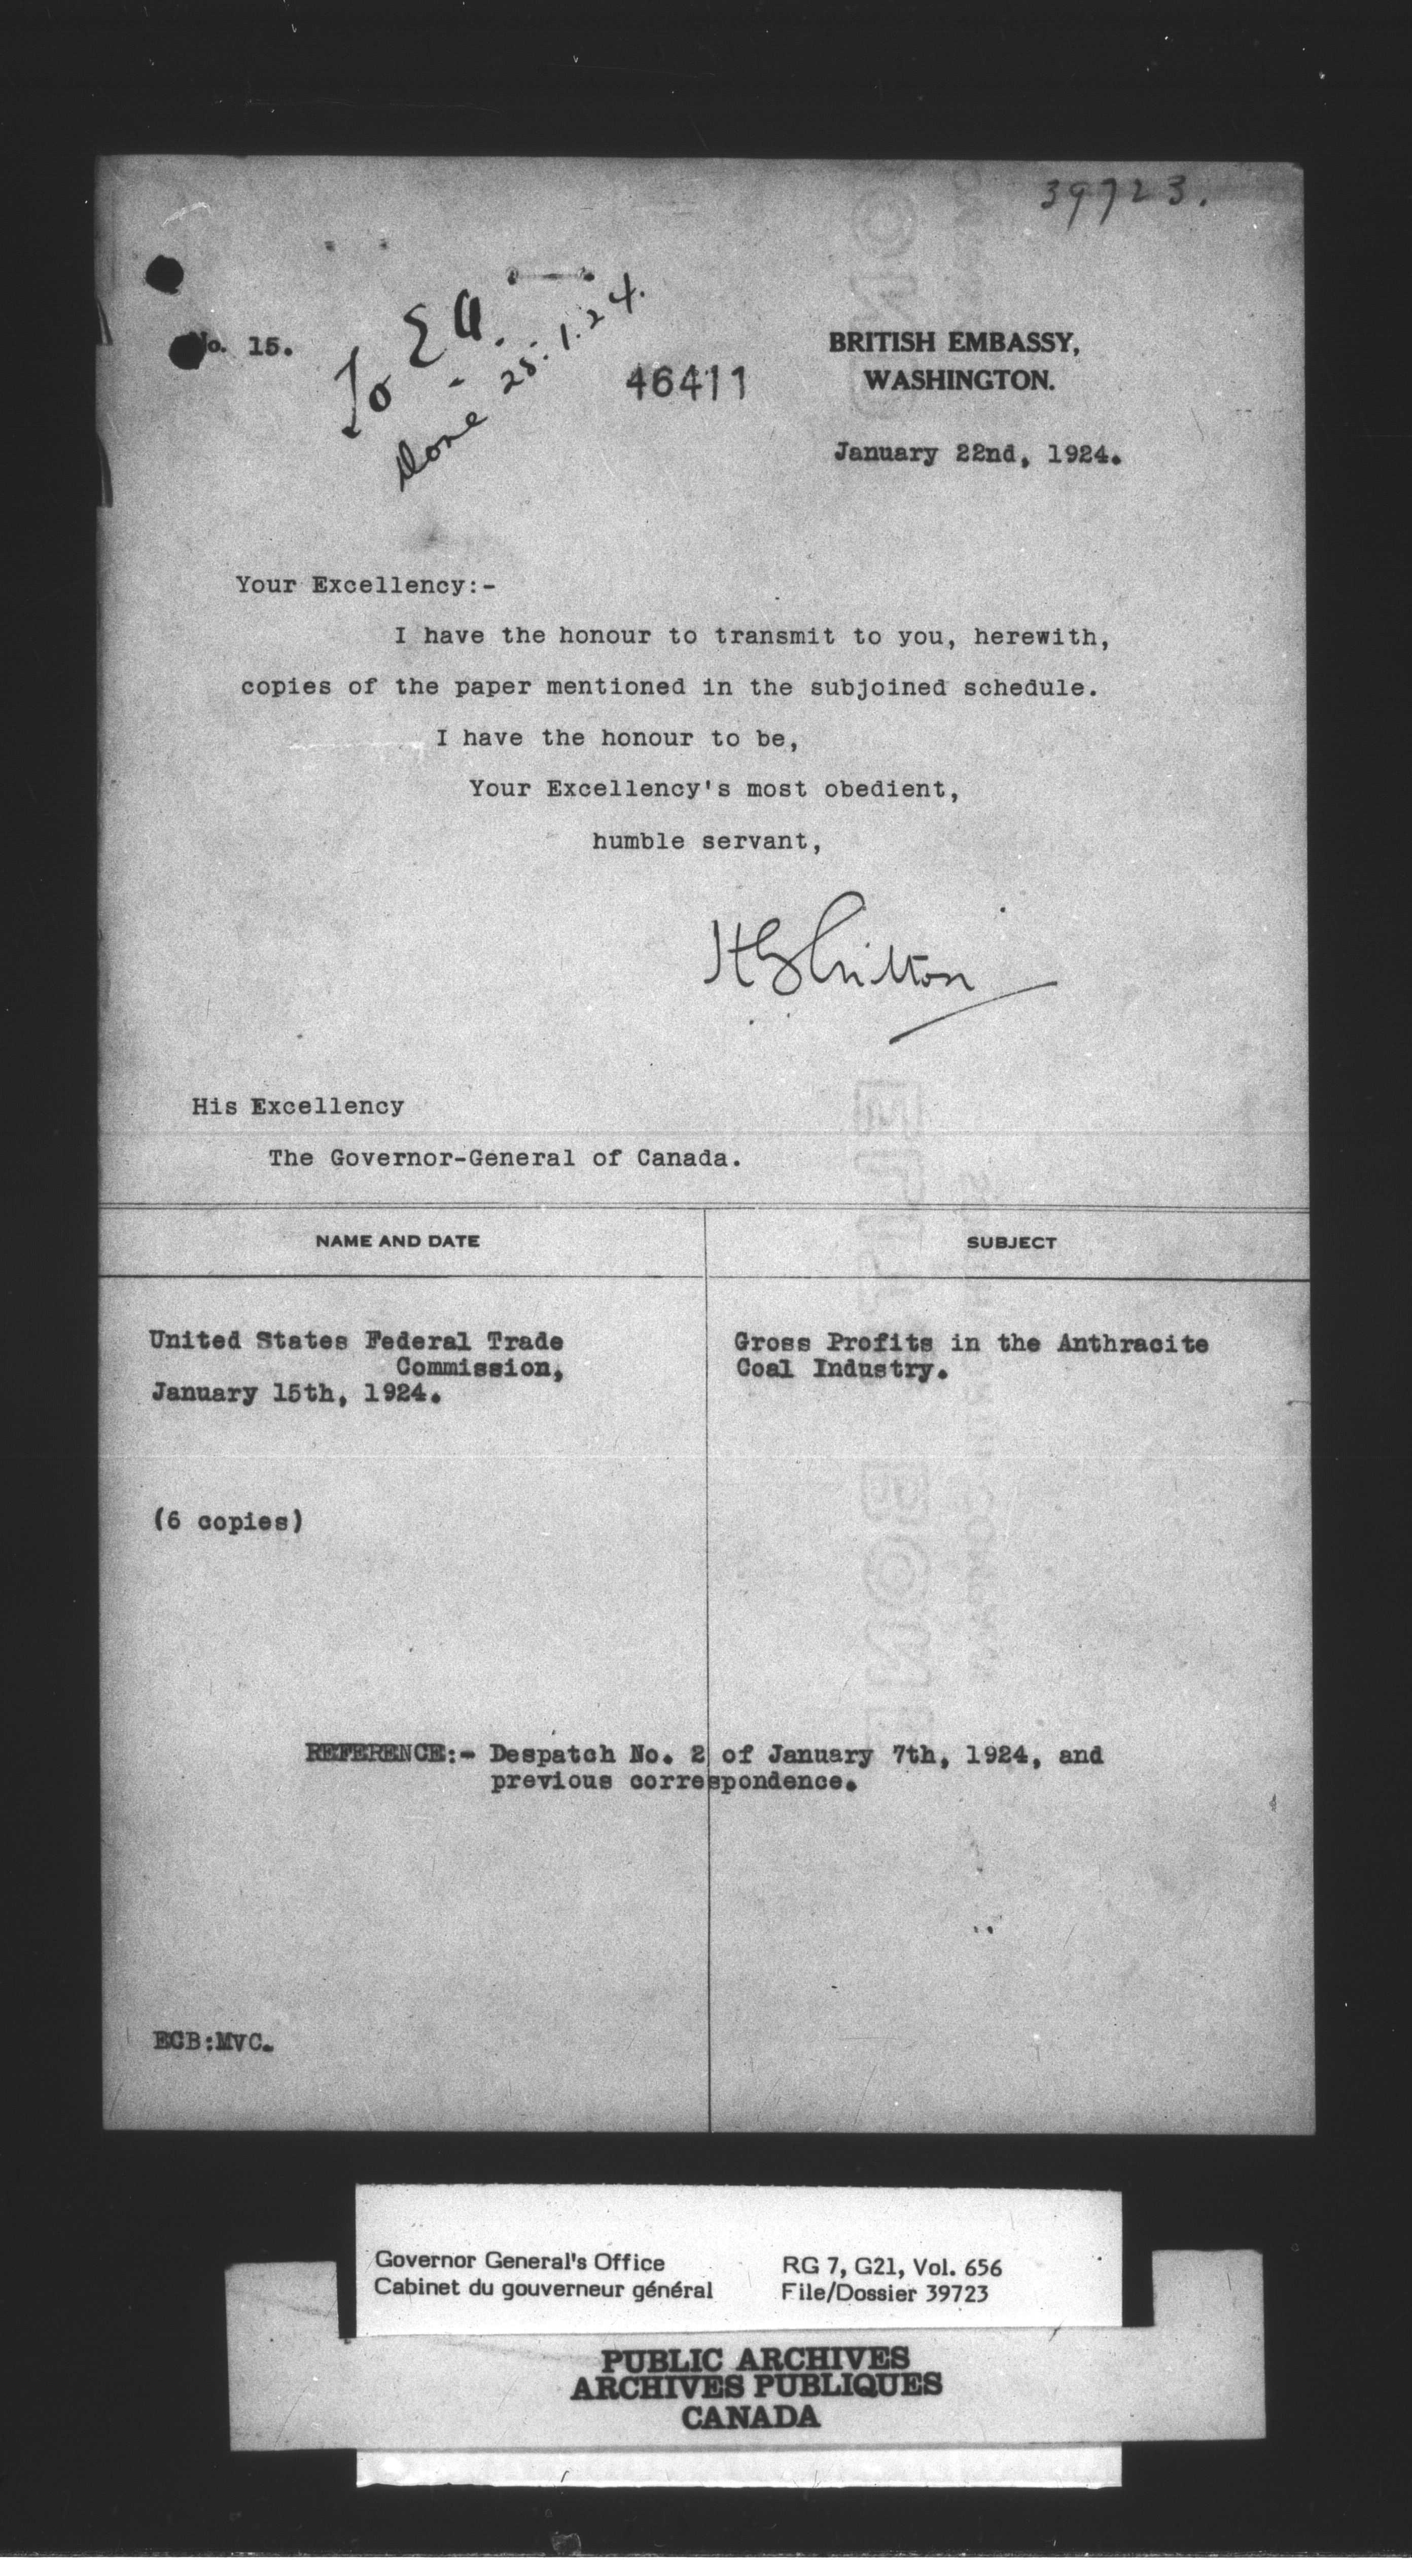 39723.
No. 15.
To E.A.
Done 25.1.24.
46411
BRITISH EMBASSY,
WASHINGTON.
January 22nd, 1924.
Your Excellency:-
I have the honour to transmit to you, herewith,
copies of the paper mentioned in the subjoined schedule.
I have the honour to be,
Your Excellency's most obedient,
humble servant,
HGChilton
His Excellency
The Governor-General of Canada.
NAME AND DATE
SUBJECT
United States Federal Trade
Commission,
January 15th, 1924.
Gross Profits in the Anthracite
Coal Industry.
(6 copies)
REFERENCE:- Despatch No. 2 of January 7th, 1924, and
previous correspondence.
ECB:MVC.
Governor General's Office
Cabinet du gouverneur général
RG 7, G21, Vol. 656
File/Dossier 39723
PUBLIC ARCHIVES
ARCHIVES PUBLIQUES
CANADA